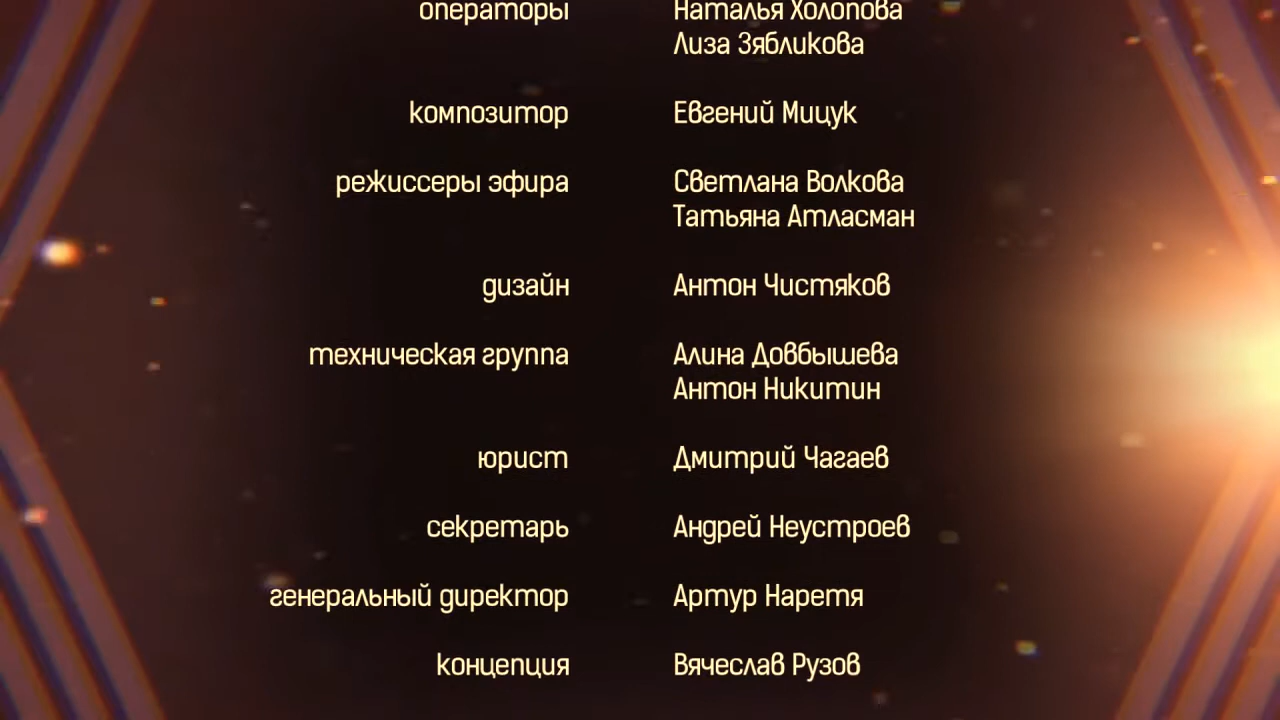 операторы Наталья Холопова
Лиза Зябликова
композитор Евгений Мицук
режиссеры эфира Светлана Волкова
Татьяна Атласман
дизайн Антон Чистяков
техническая группа Алина Довбышева
Антон Никитин
юрист Дмитрий Чагаев
секретарь Андрей Неустроев
генеральный директор Артур Наретя
концепция Вячеслав Рузов